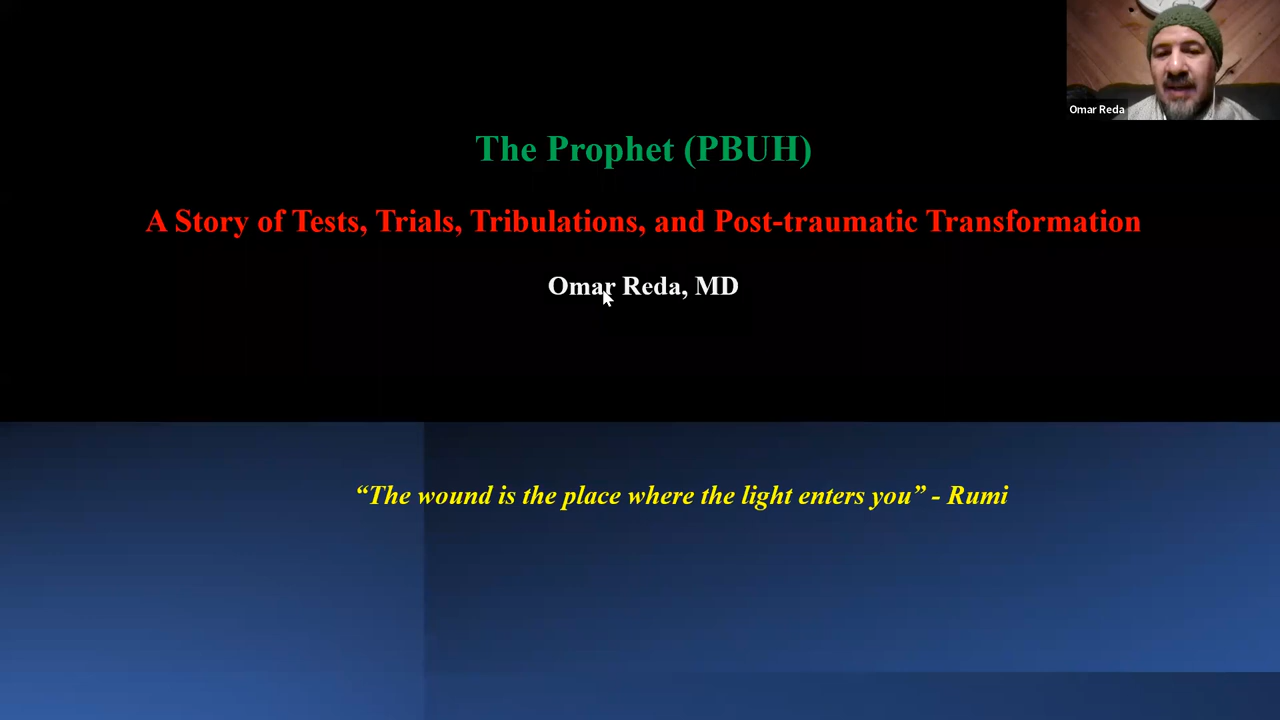 Omar Reda
The Prophet (PBUH)
A Story of Tests, Trials, Tribulations, and Post-traumatic Transformation
Omar Reda, MD
“The wound is the place where the light enters you” - Rumi